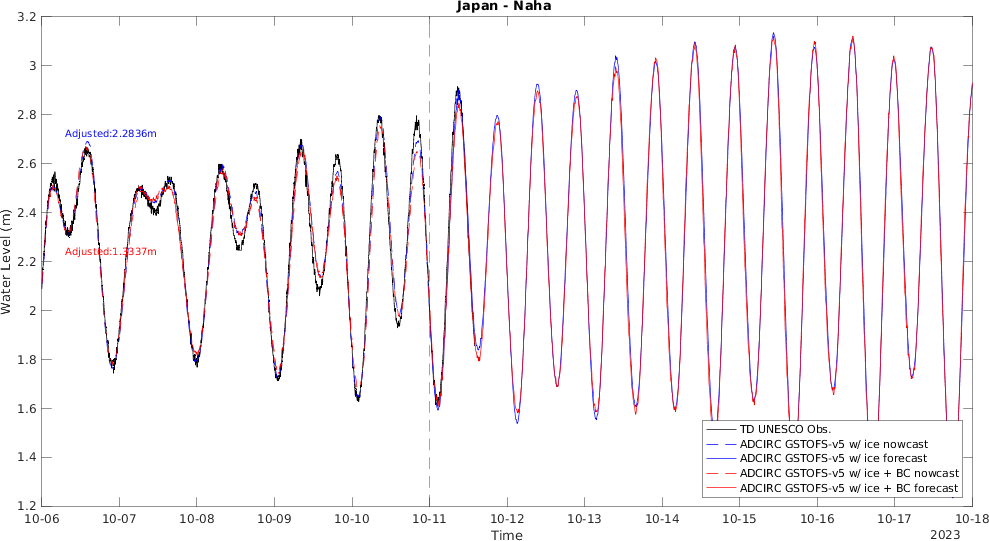 Japan - Naha
3.2
3
2.8
2.6
2.4
2.2
2
1.8
1.6
1.4
1.2
Water Level (m)
Adjusted:2.2836m
Adjusted:1.3337m
TD UNESCO Obs.
ADCIRC GSTOFS-v5 w/ ice nowcast
ADCIRC GSTOFS-v5 w/ ice forecast
ADCIRC GSTOFS-v5 w/ ice + BC nowcast
ADCIRC GSTOFS-v5 w/ ice + BC forecast
10-06 10-07 10-08 10-09 10-10 10-11 10-12 10-13 10-14 10-15 10-16 10-17 10-18
Time
2023